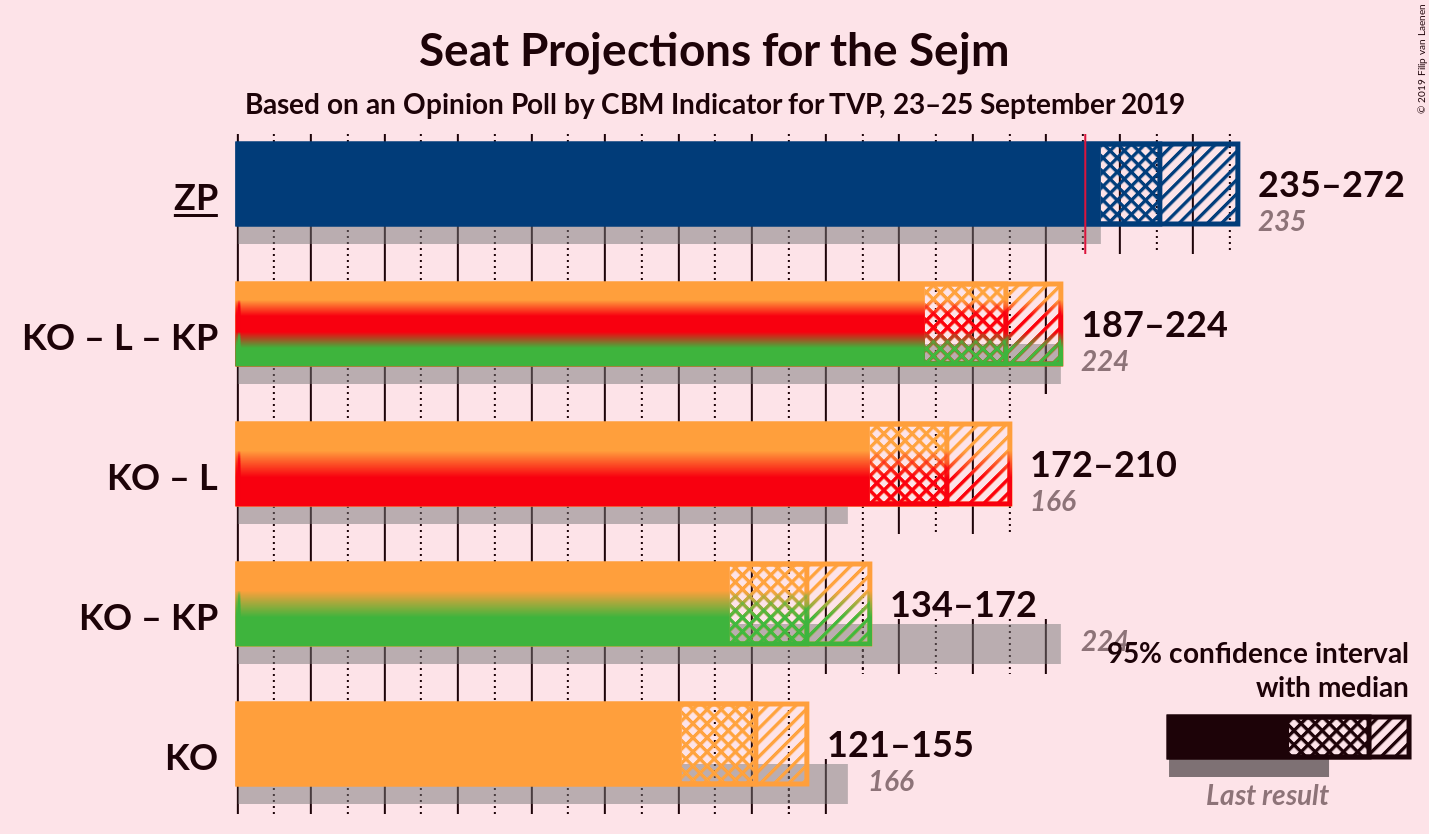 Seat Projections for the Sejm
Based on an Opinion Poll by CBM Indicator for TVP, 23–25 September 2019
© 2019 Filip van Laenen
ZP
235–272
235
KO – L – KP
187–224
224
KO – L
172–210
166
KO – KP
134–172
224
KO
121–155
166
95% confidence interval
with median
Last result